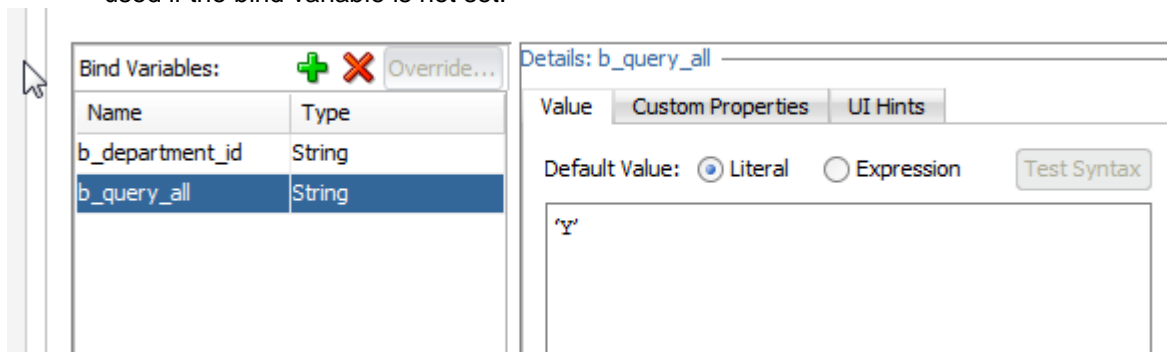 used if the bind variable is not set.
Bind Variables: Override...
Name Type
b_department_id String
b_query_all String
Details: b_query_all
Value Custom Properties UI Hints
Default Value: Literal Expression Test Syntax
'Y'